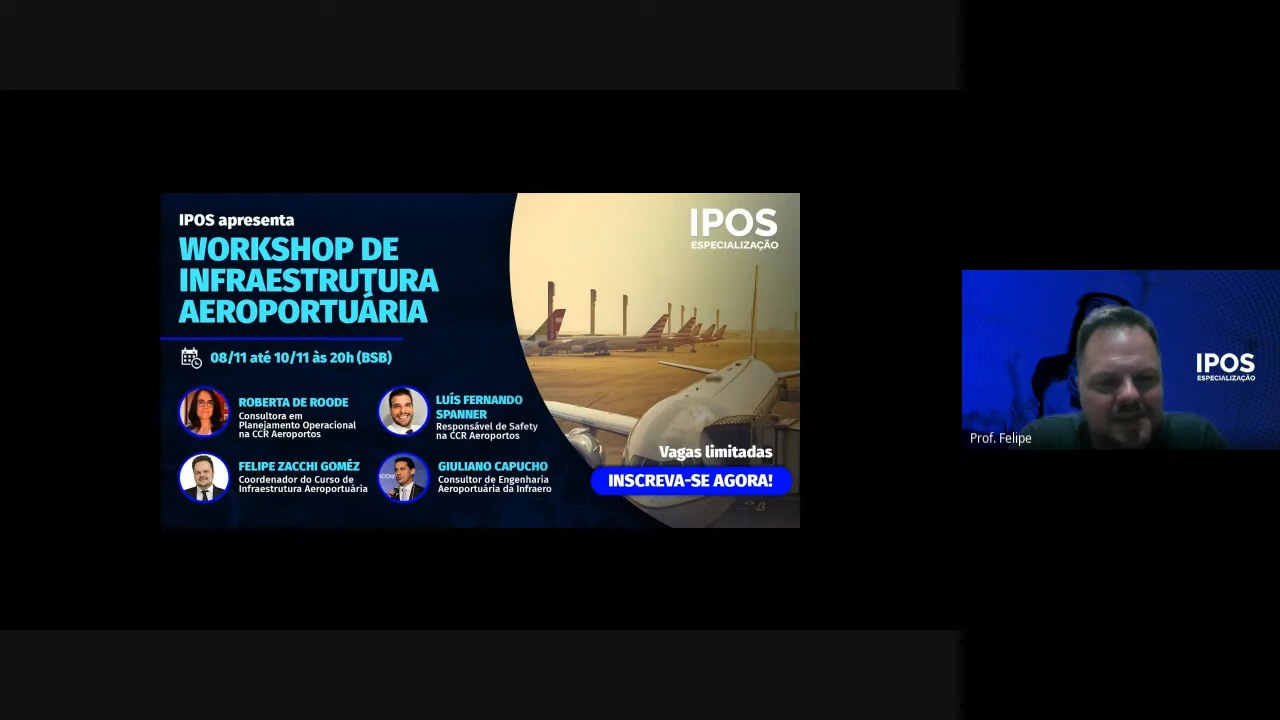 IPOS apresenta
WORKSHOP DE
INFRAESTRUTURA
AEROPORTUÁRIA
08/11 até 10/11 às 20h (BSB)
ROBERTA DE ROODE
Consultora em
Planejamento Operacional
na CCR Aeroportos
LUÍS FERNANDO
SPANNER
Responsável de Safety
na CCR Aeroportos
FELIPE ZACCHI GOMÉZ
Coordenador do Curso de
Infraestrutura Aeroportuária
GIULIANO CAPUCHO
Consultor de Engenharia
Aeroportuária da Infraero
IPOS
ESPECIALIZAÇÃO
Vagas limitadas
INSCREVA-SE AGORA!
IPOS
ESPECIALIZAÇÃO
Prof. Felipe